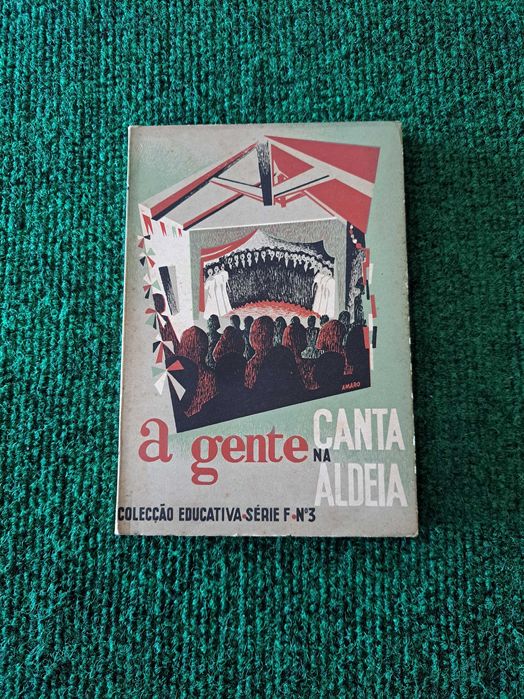 AMARO
a gente CANTA
NA
ALDEIA
COLECÇÃO EDUCATIVA•SÉRIE F•Nº3